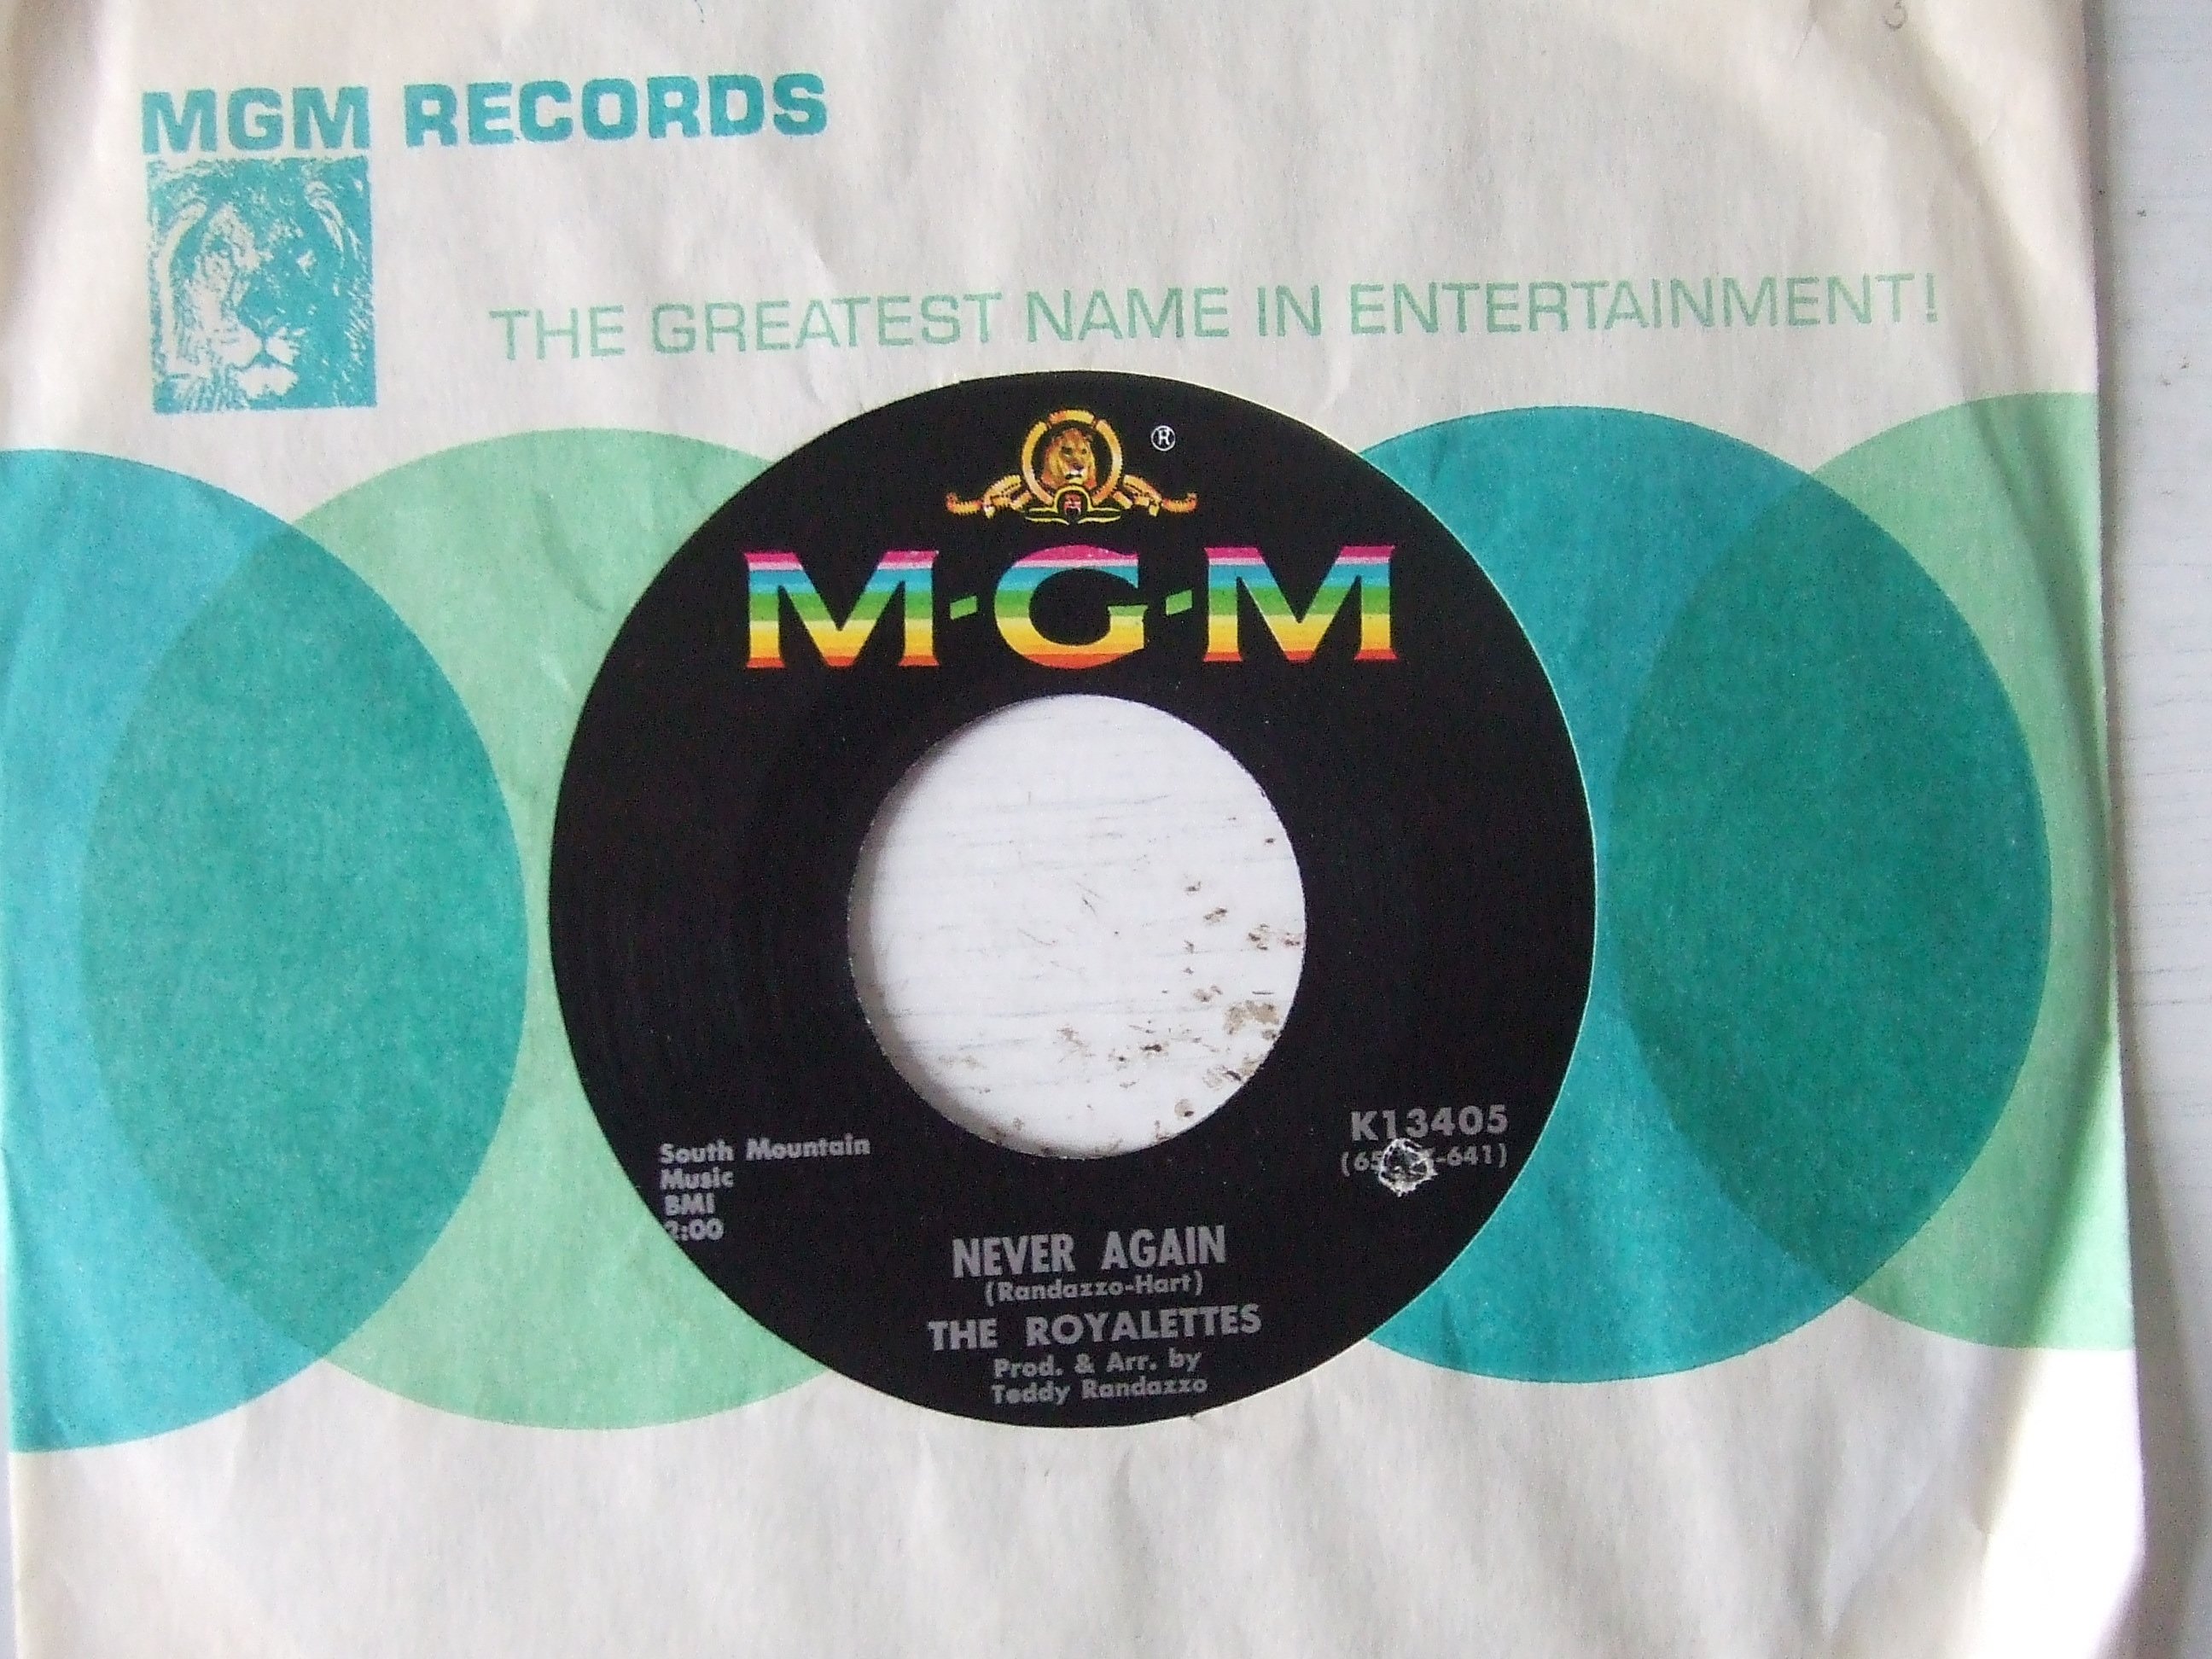 3
MGM RECORDS
THE GREATEST NAME IN ENTERTAINMENT!
®
M-G-M
South Mountain
Music
BMI
2:00
K13405
NEVER AGAIN
(Randazzo-Hart)
THE ROYALETTES
Prod. & Arr. by
Teddy Randazzo